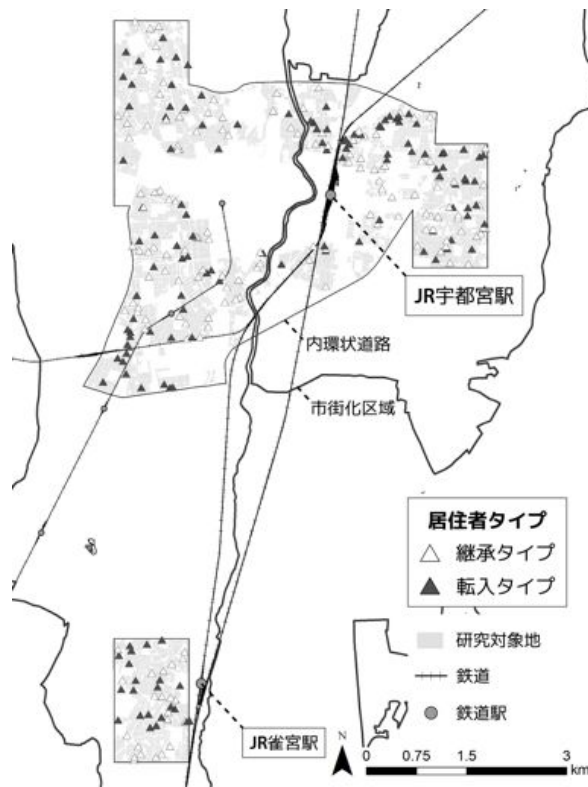 JR宇都宮駅
内環状道路
市街化区域
居住者タイプ
継承タイプ
転入タイプ
研究対象地
鉄道
鉄道駅
JR雀宮駅
N
0 0.75 1.5 3
km